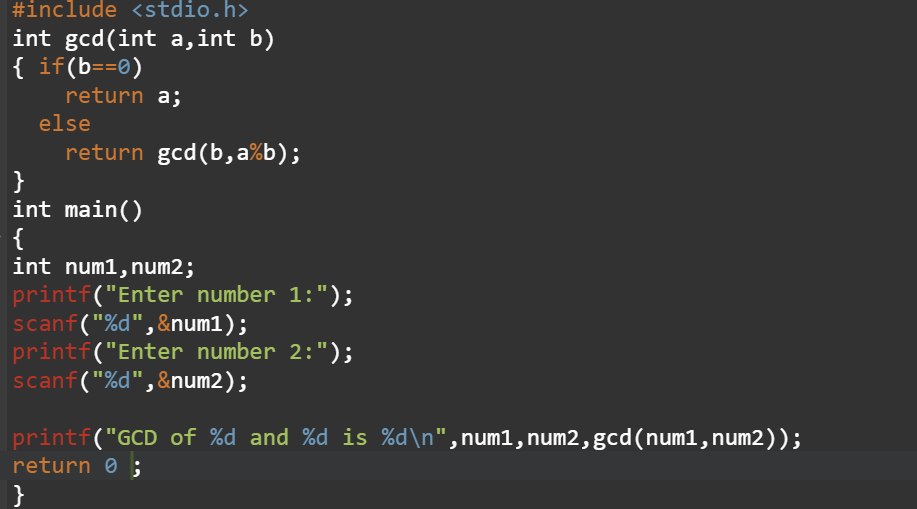 #include <stdio.h>
int gcd(int a,int b)
{ if(b==0)
    return a;
  else
    return gcd(b,a%b);
}
int main()
{
int num1,num2;
printf("Enter number 1:");
scanf("%d",&num1);
printf("Enter number 2:");
scanf("%d",&num2);

printf("GCD of %d and %d is %d\n",num1,num2,gcd(num1,num2));
return 0 ;
}